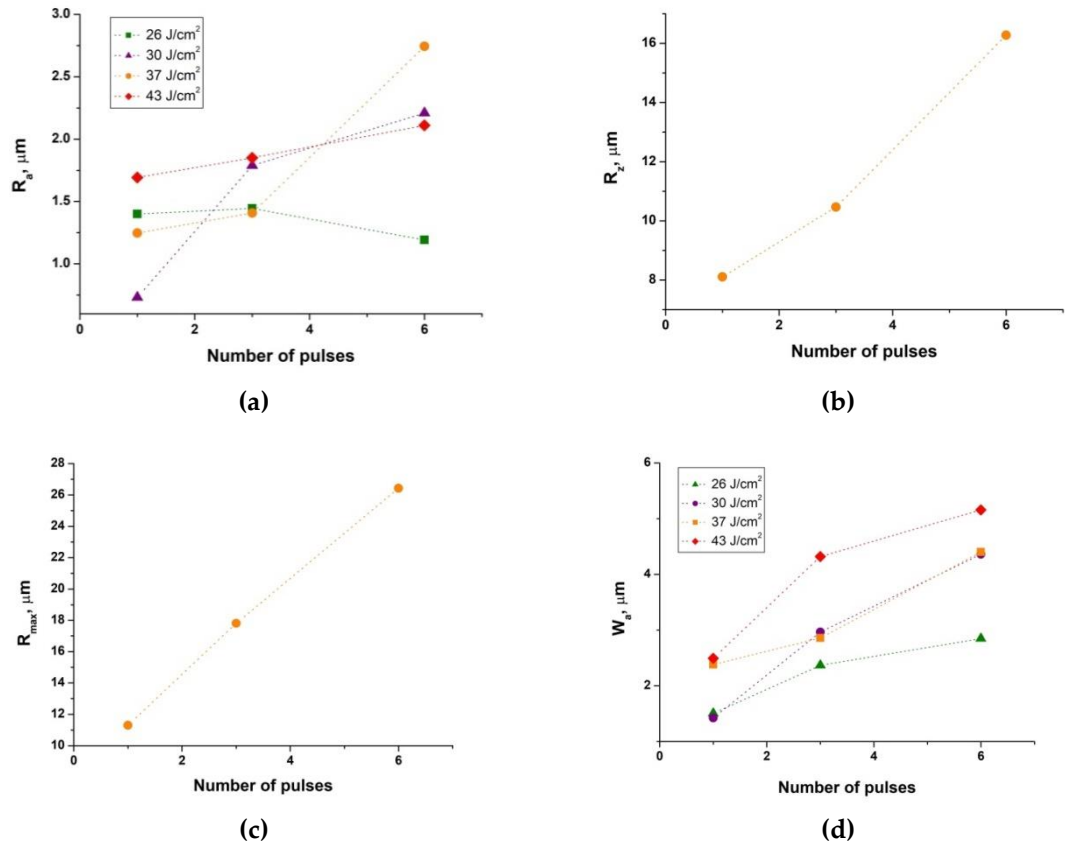 3.0
2.5
2.0
1.5
1.0
Rₐ, μm
26 J/cm²
30 J/cm²
37 J/cm²
43 J/cm²
0 2 4 6
Number of pulses
(a)
16
14
12
10
8
R_z, μm
0 2 4 6
Number of pulses
(b)
28
26
24
22
20
18
16
14
12
10
R_max, μm
0 2 4 6
Number of pulses
(c)
6
4
2
Wₐ, μm
26 J/cm²
30 J/cm²
37 J/cm²
43 J/cm²
0 2 4 6
Number of pulses
(d)